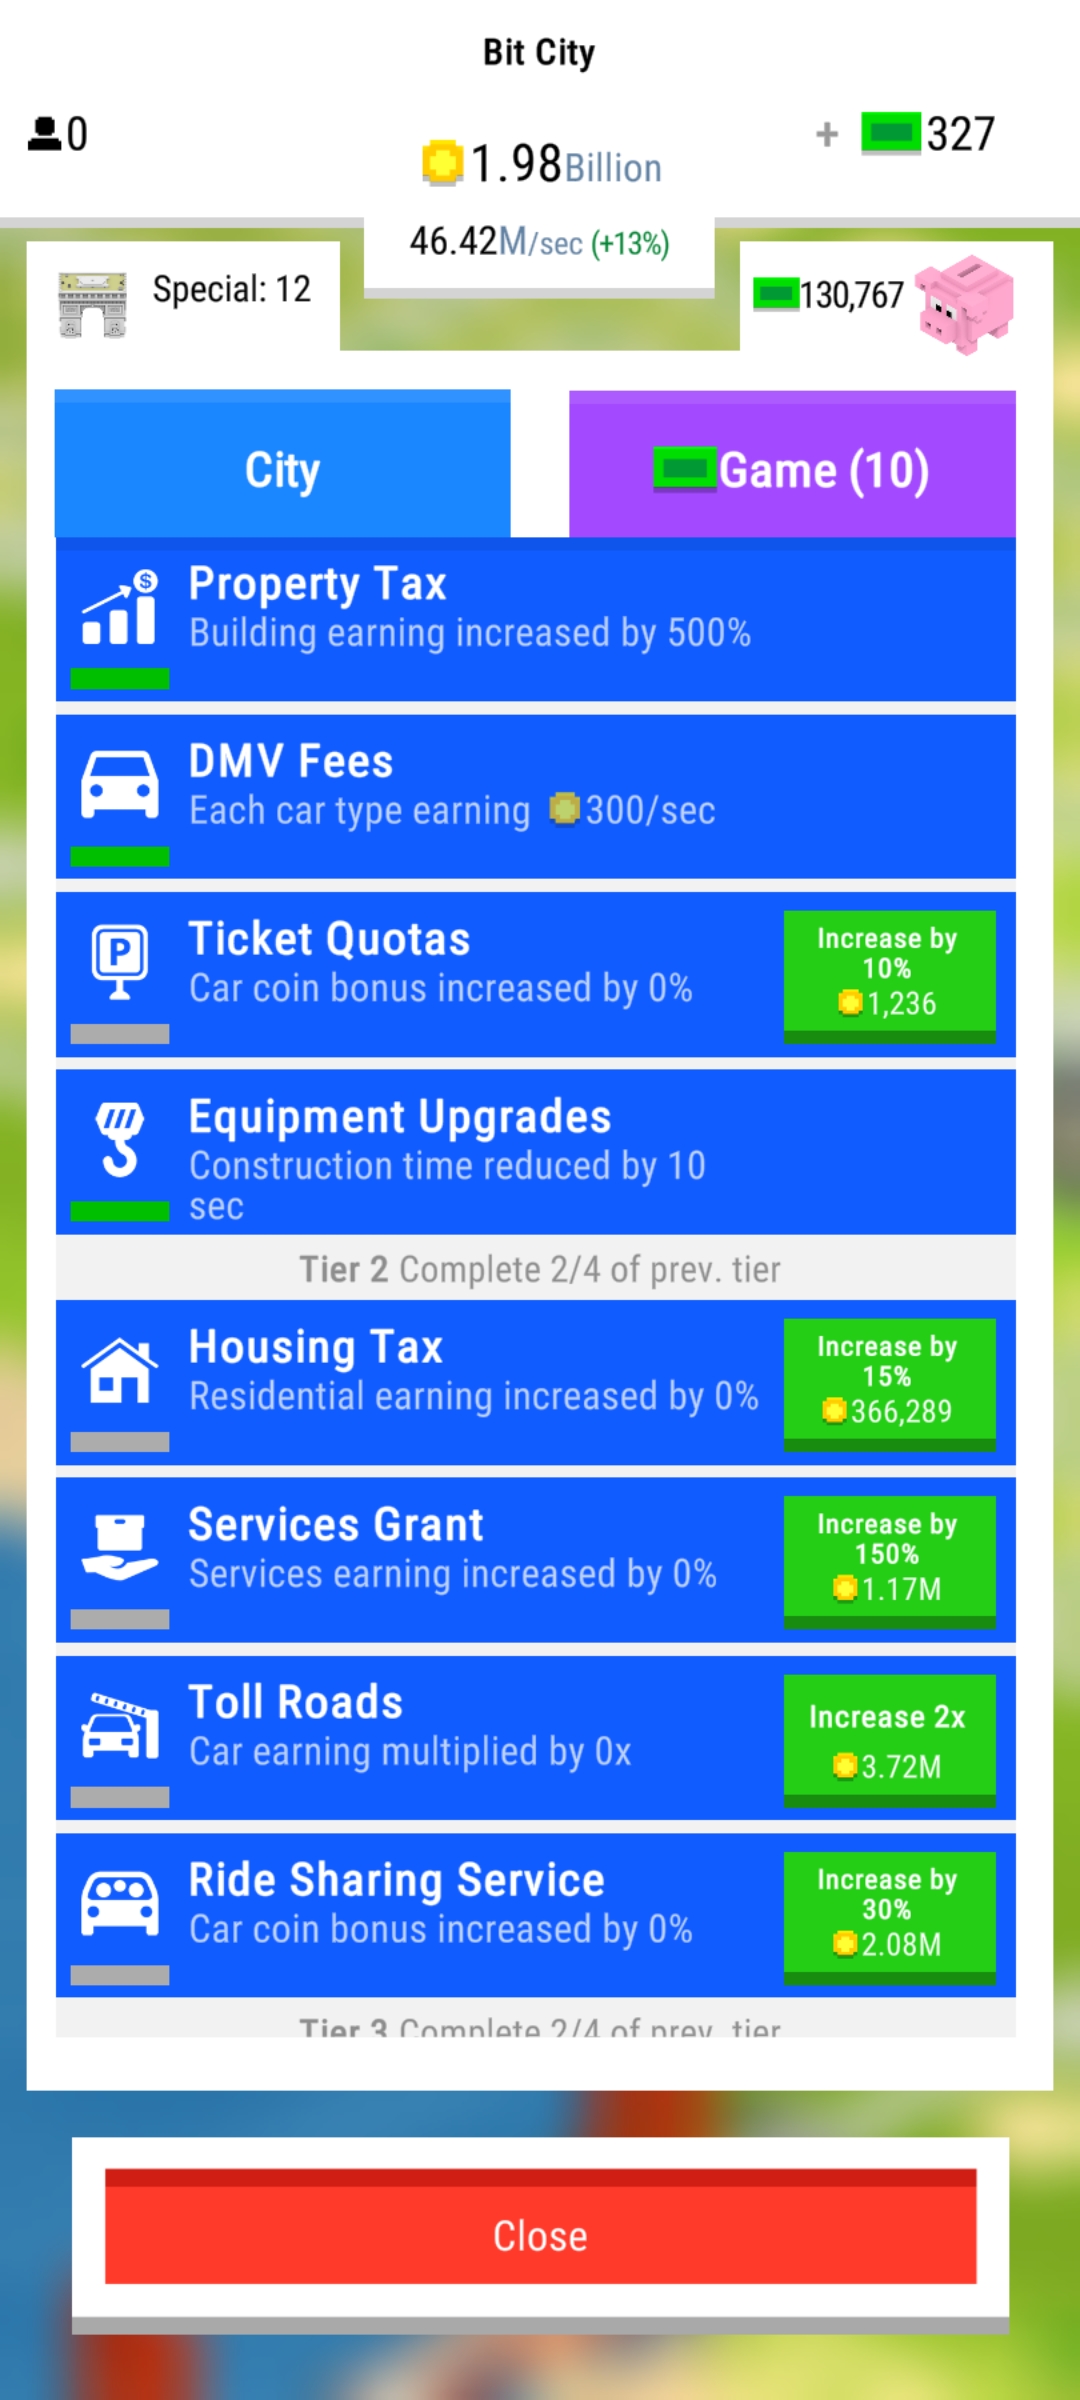 Bit City
0
1.98Billion
+ 327
46.42M/sec (+13%)
Special: 12
130,767
City
Game (10)
Property Tax
Building earning increased by 500%
DMV Fees
Each car type earning 300/sec
P
Ticket Quotas
Car coin bonus increased by 0%
Increase by
10%
1,236
Equipment Upgrades
Construction time reduced by 10
sec
Tier 2 Complete 2/4 of prev. tier
Housing Tax
Residential earning increased by 0%
Increase by
15%
366,289
Services Grant
Services earning increased by 0%
Increase by
150%
1.17M
Toll Roads
Car earning multiplied by 0x
Increase 2x
3.72M
Ride Sharing Service
Car coin bonus increased by 0%
Increase by
30%
2.08M
Tier 3 Complete 2/4 of prev. tier
Close